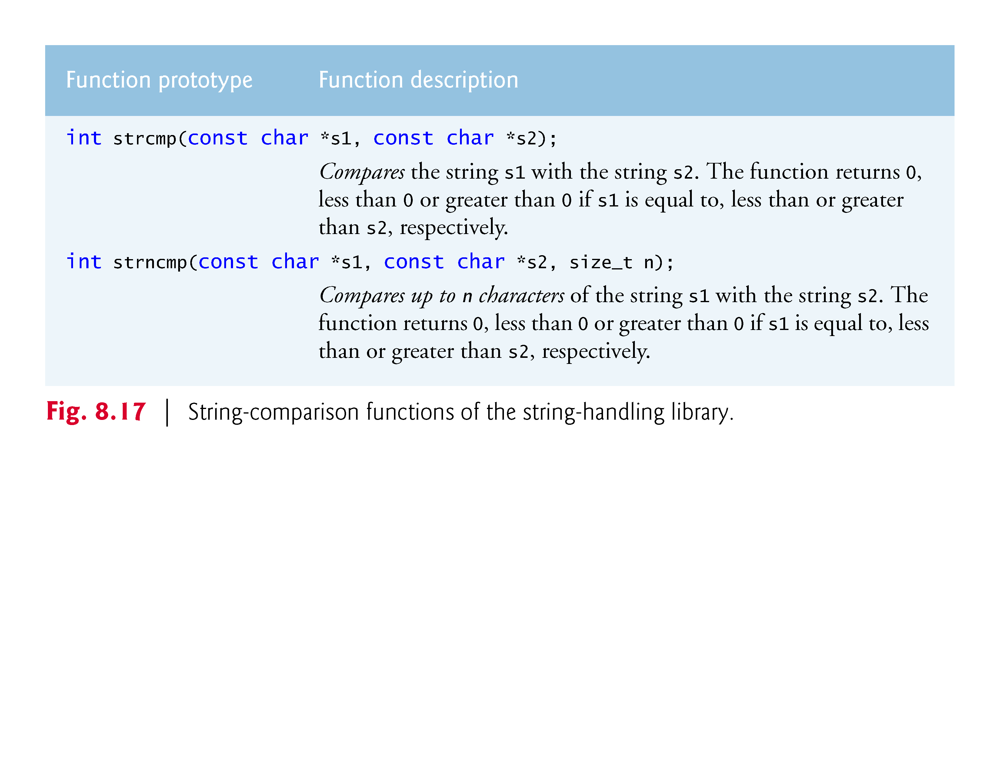 Function prototype Function description
int strcmp(const char *s1, const char *s2);
Compares the string s1 with the string s2. The function returns 0,
less than 0 or greater than 0 if s1 is equal to, less than or greater
than s2, respectively.
int strncmp(const char *s1, const char *s2, size_t n);
Compares up to n characters of the string s1 with the string s2. The
function returns 0, less than 0 or greater than 0 if s1 is equal to, less
than or greater than s2, respectively.
Fig. 8.17 | String-comparison functions of the string-handling library.